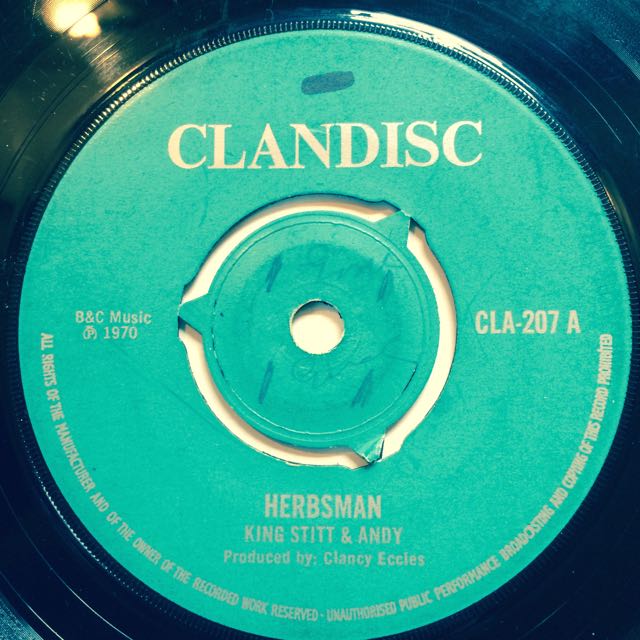 CLANDISC
B&C Music
℗ 1970
CLA-207 A
HERBSMAN
KING STITT & ANDY
Produced by: Clancy Eccles
ALL RIGHTS OF THE MANUFACTURER AND OF THE OWNER OF THE RECORDED WORK RESERVED · UNAUTHORISED PUBLIC PERFORMANCE BROADCASTING AND COPYING OF THIS RECORD PROHIBITED